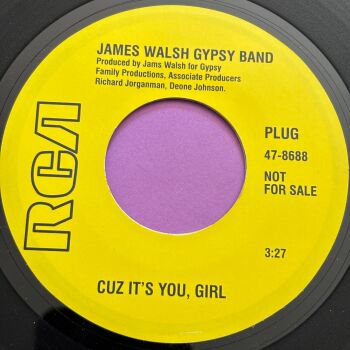 JAMES WALSH GYPSY BAND
Produced by Jams Walsh for Gypsy
Family Productions, Associate Producers
Richard Jorganman, Deone Johnson.
RCA
PLUG
47-8688
NOT
FOR SALE
3:27
CUZ IT'S YOU, GIRL